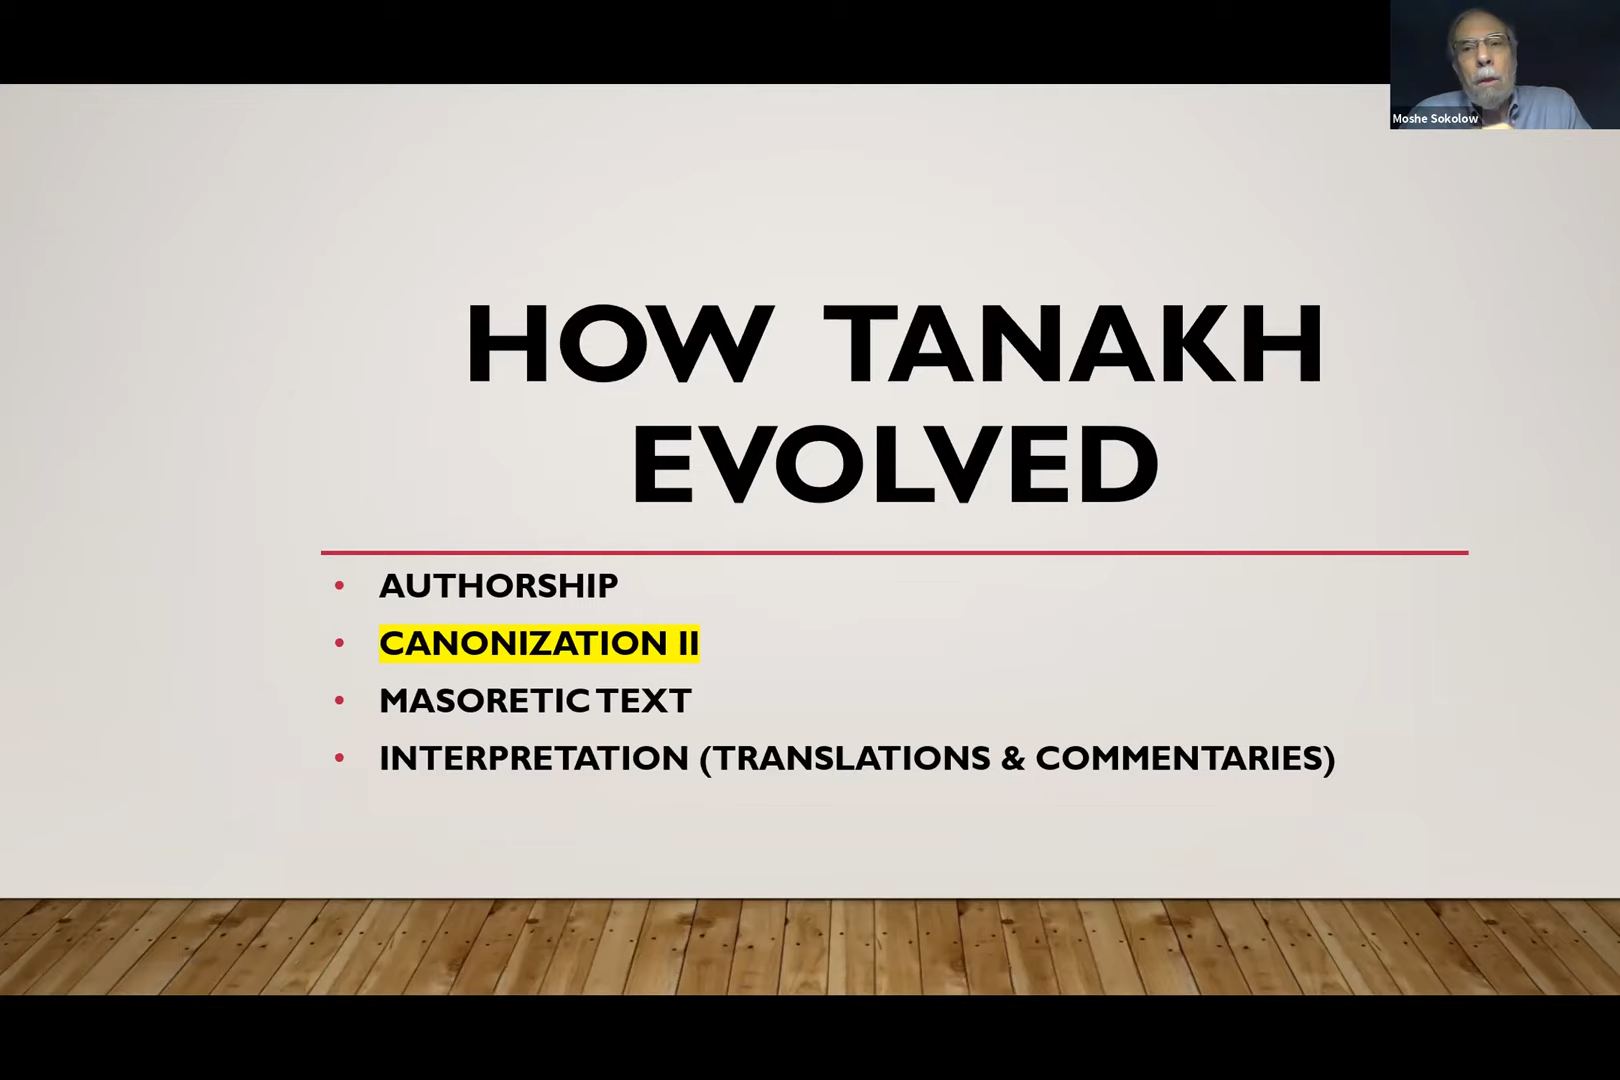 Moshe Sokolow
HOW TANAKH
EVOLVED
• AUTHORSHIP
• CANONIZATION II
• MASORETIC TEXT
• INTERPRETATION (TRANSLATIONS & COMMENTARIES)